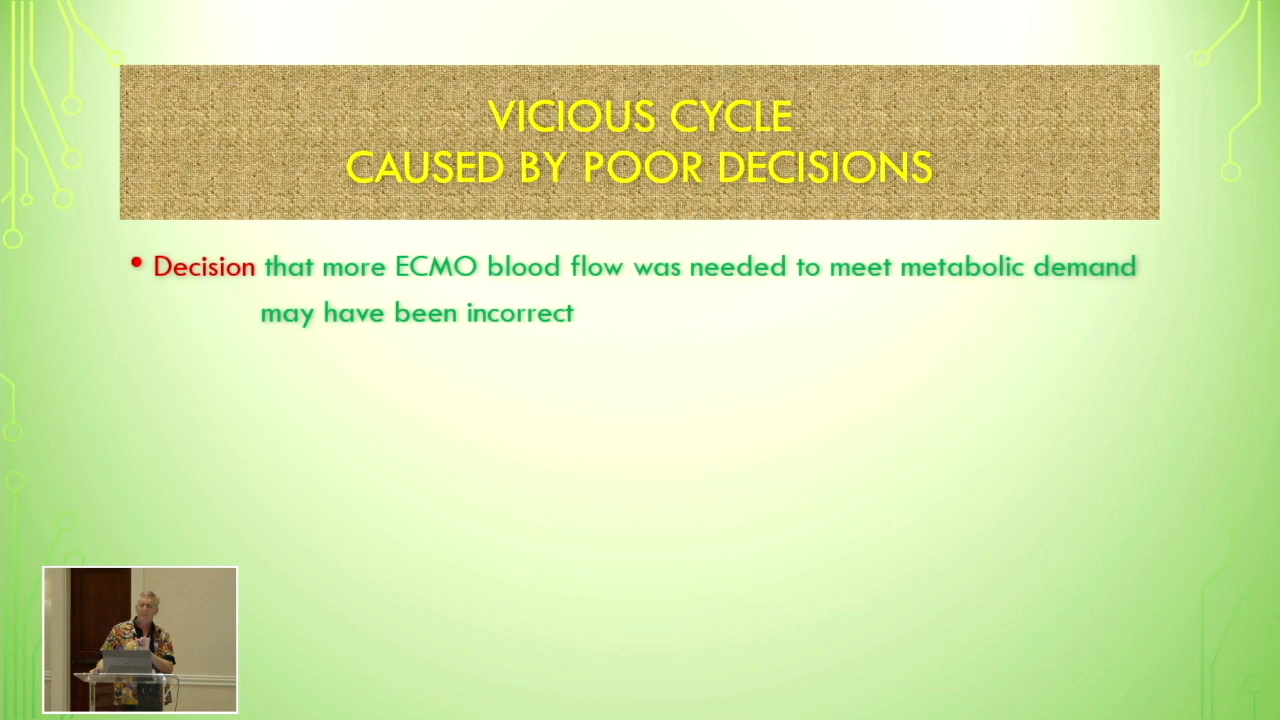 VICIOUS CYCLE
CAUSED BY POOR DECISIONS
• Decision that more ECMO blood flow was needed to meet metabolic demand
may have been incorrect